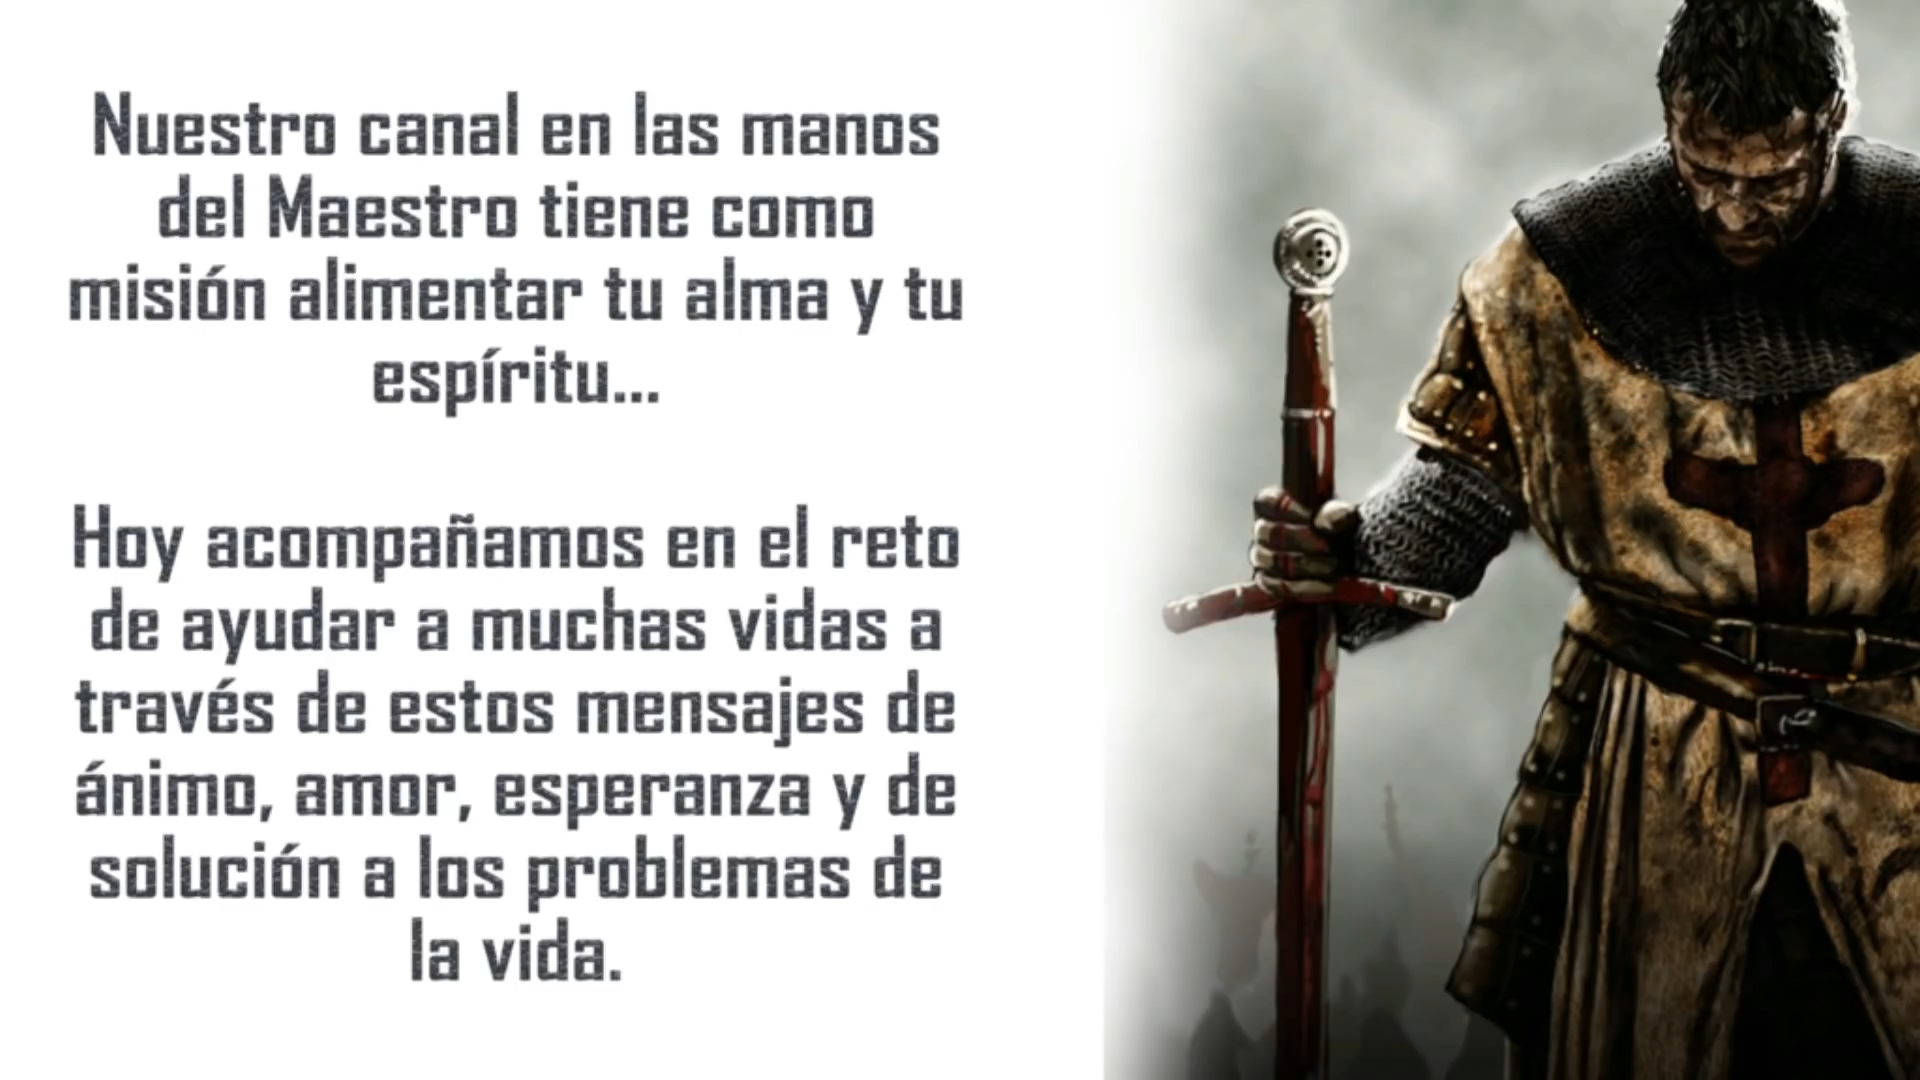 Nuestro canal en las manos
del Maestro tiene como
misión alimentar tu alma y tu
espíritu...
Hoy acompañamos en el reto
de ayudar a muchas vidas a
través de estos mensajes de
ánimo, amor, esperanza y de
solución a los problemas de
la vida.